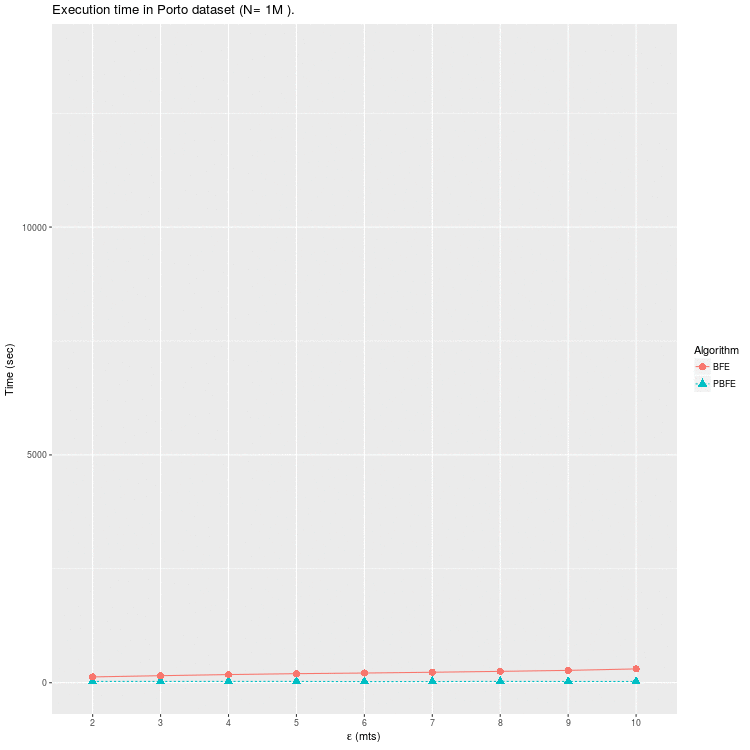 Execution time in Porto dataset (N= 1M ).
10000
5000
0
Time (sec)
2 3 4 5 6 7 8 9 10
ε (mts)
Algorithm
BFE
PBFE